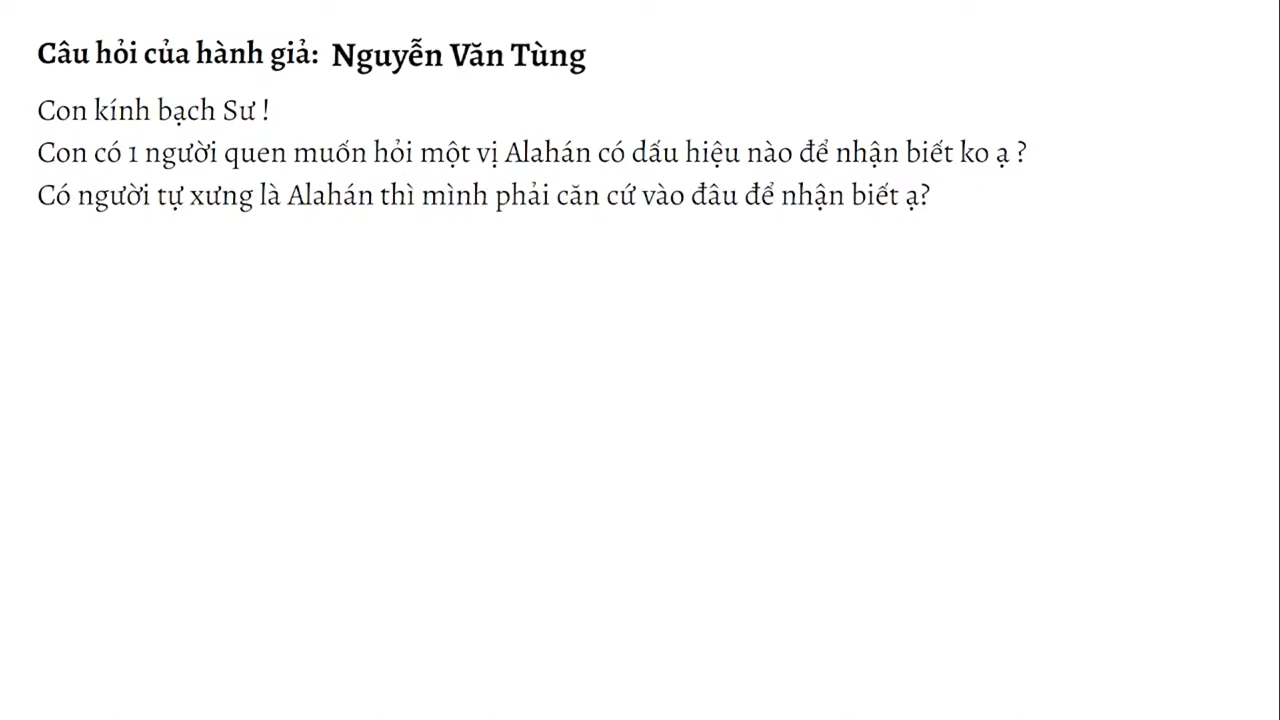 Câu hỏi của hành giả: Nguyễn Văn Tùng
Con kính bạch Sư !
Con có 1 người quen muốn hỏi một vị Alahán có dấu hiệu nào để nhận biết ko ạ ?
Có người tự xưng là Alahán thì mình phải căn cứ vào đâu để nhận biết ạ?